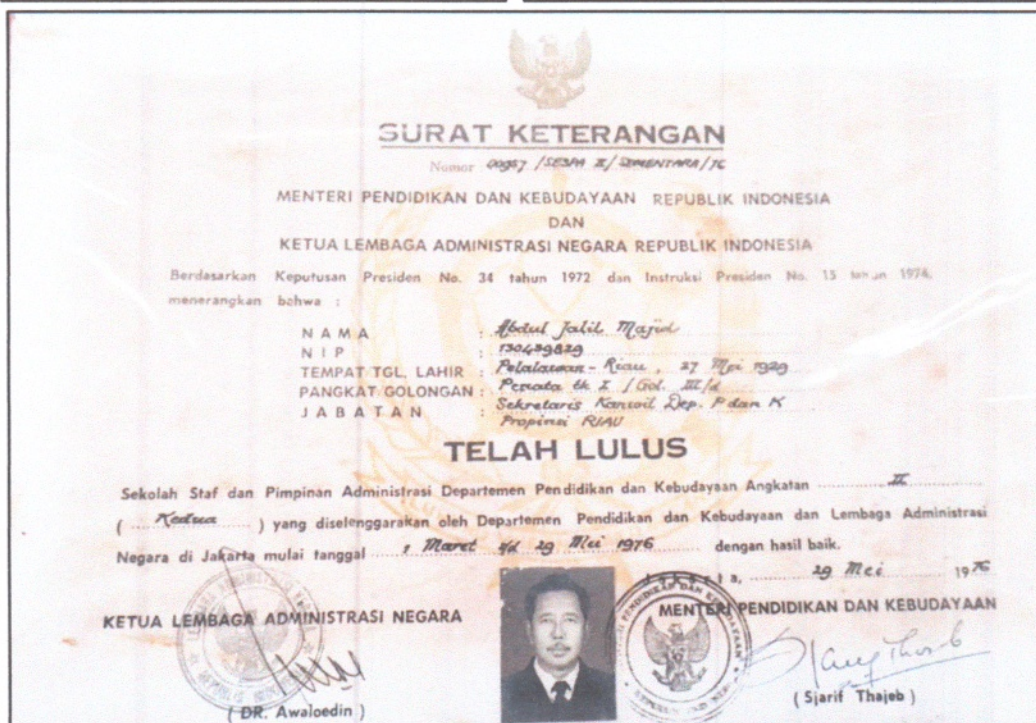 SURAT KETERANGAN
Nomor 00957 /SESPA II/ SEMENTARA/76
MENTERI PENDIDIKAN DAN KEBUDAYAAN REPUBLIK INDONESIA
DAN
KETUA LEMBAGA ADMINISTRASI NEGARA REPUBLIK INDONESIA
Berdasarkan Keputusan Presiden No. 34 tahun 1972 dan Instruksi Presiden No. 15 tahun 1974,
menerangkan bahwa :
NAMA : Abdul Jalil Majid
NIP : 130439829
TEMPAT TGL. LAHIR : Pelalawan - Riau, 27 Mei 1929
PANGKAT GOLONGAN : Penata tk I / Gol. III/d
JABATAN : Sekretaris Kanwil Dep. P dan K
Propinsi RIAU
TELAH LULUS
Sekolah Staf dan Pimpinan Administrasi Departemen Pendidikan dan Kebudayaan Angkatan II
( Kedua ) yang diselenggarakan oleh Departemen Pendidikan dan Kebudayaan dan Lembaga Administrasi
Negara di Jakarta mulai tanggal 1 Maret s/d 29 Mei 1976 dengan hasil baik.
Jakarta, 29 Mei 1976
KETUA LEMBAGA ADMINISTRASI NEGARA
MENTERI PENDIDIKAN DAN KEBUDAYAAN
( DR. Awaloedin )
( Sjarif Thajeb )